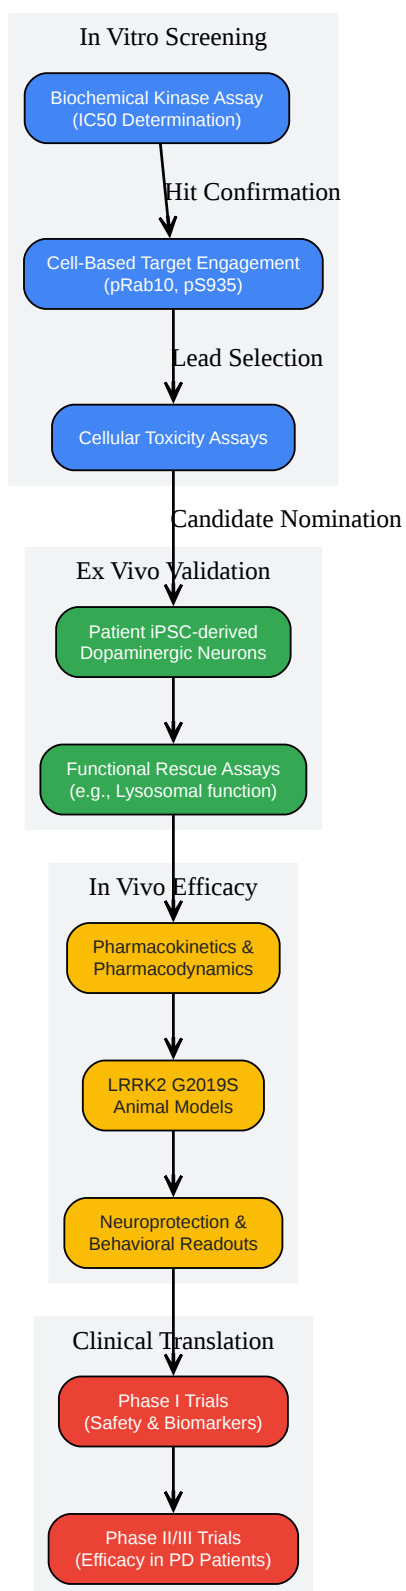 In Vitro Screening
Biochemical Kinase Assay
(IC50 Determination)
Hit Confirmation
Cell-Based Target Engagement
(pRab10, pS935)
Lead Selection
Cellular Toxicity Assays
Candidate Nomination
Ex Vivo Validation
Patient iPSC-derived
Dopaminergic Neurons
Functional Rescue Assays
(e.g., Lysosomal function)
In Vivo Efficacy
Pharmacokinetics &
Pharmacodynamics
LRRK2 G2019S
Animal Models
Neuroprotection &
Behavioral Readouts
Clinical Translation
Phase I Trials
(Safety & Biomarkers)
Phase II/III Trials
(Efficacy in PD Patients)